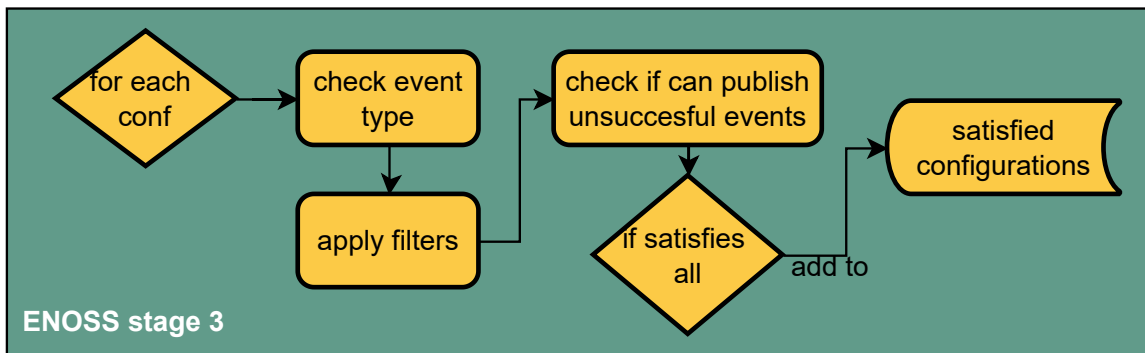 for each
conf
check event
type
apply filters
check if can publish
unsuccesful events
if satisfies
all
add to
satisfied
configurations
ENOSS stage 3